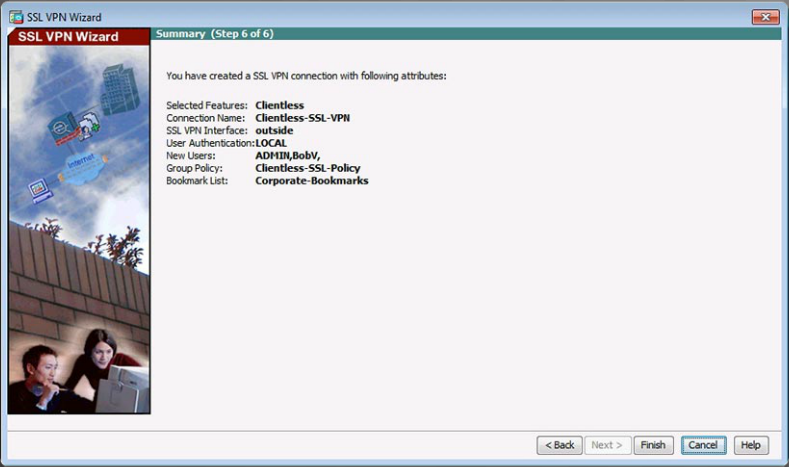 SSL VPN Wizard
SSL VPN Wizard
Summary (Step 6 of 6)
You have created a SSL VPN connection with following attributes:
Selected Features: Clientless
Connection Name: Clientless-SSL-VPN
SSL VPN Interface: outside
User Authentication:LOCAL
New Users: ADMIN,BobV,
Group Policy: Clientless-SSL-Policy
Bookmark List: Corporate-Bookmarks
Internet
< Back Next > Finish Cancel Help